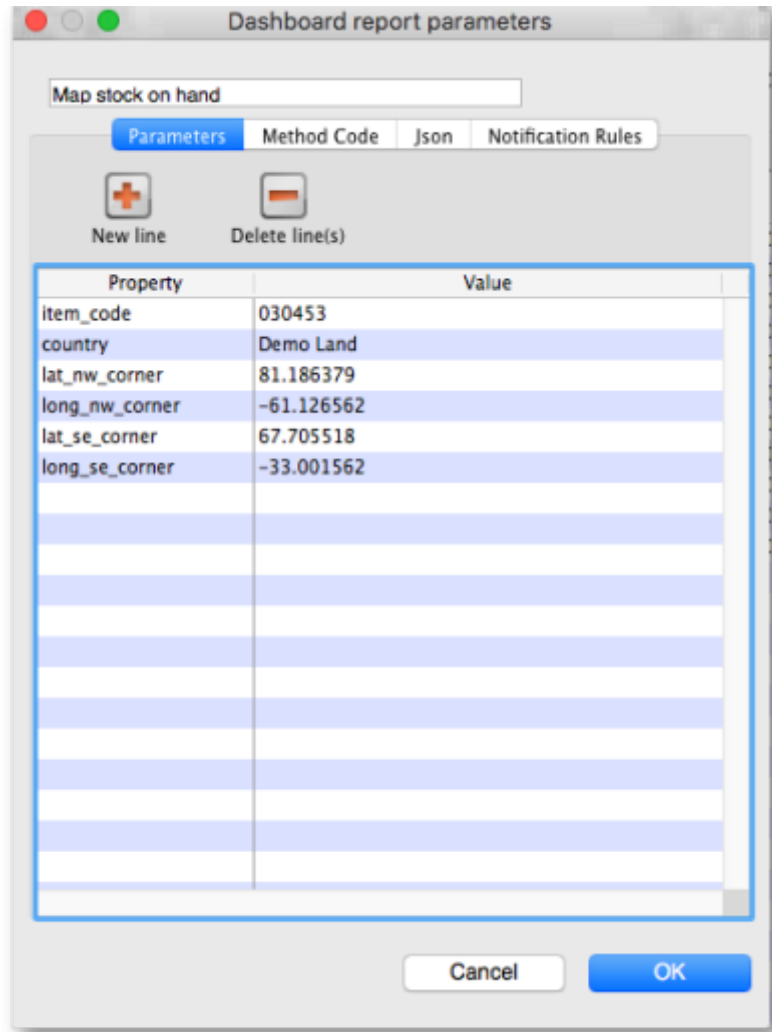 Dashboard report parameters
Map stock on hand
Parameters Method Code Json Notification Rules
New line Delete line(s)
Property Value
item_code 030453
country Demo Land
lat_nw_corner 81.186379
long_nw_corner -61.126562
lat_se_corner 67.705518
long_se_corner -33.001562
Cancel OK